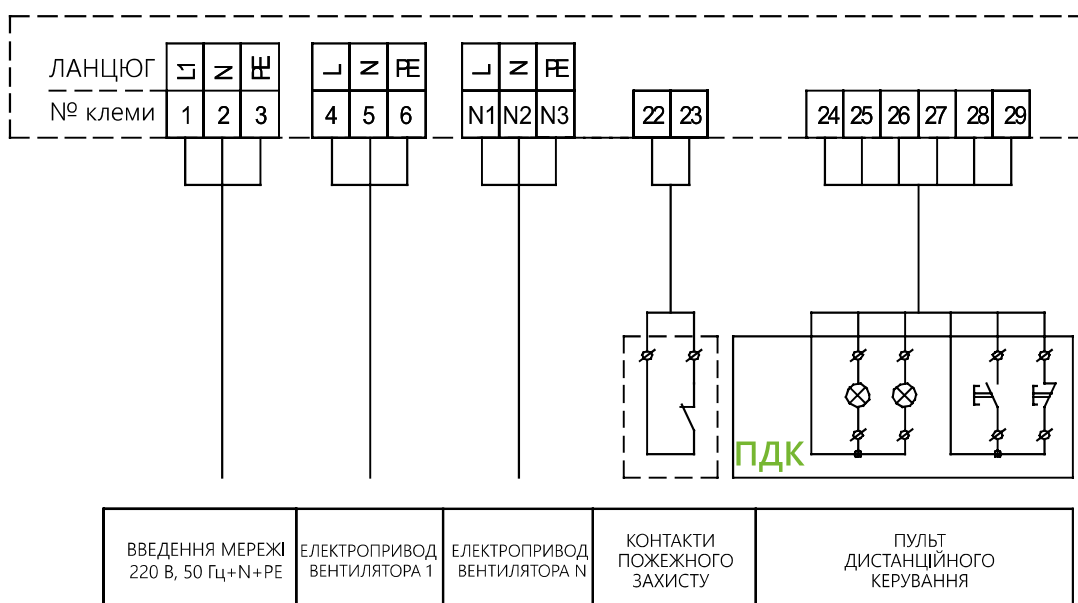 ЛАНЦЮГ L1 N PE L N PE L N PE
№ клеми 1 2 3 4 5 6 N1 N2 N3 22 23 24 25 26 27 28 29
ПДК
ВВЕДЕННЯ МЕРЕЖІ
220 В, 50 Гц+N+PE
ЕЛЕКТРОПРИВОД
ВЕНТИЛЯТОРА 1
ЕЛЕКТРОПРИВОД
ВЕНТИЛЯТОРА N
КОНТАКТИ
ПОЖЕЖНОГО
ЗАХИСТУ
ПУЛЬТ
ДИСТАНЦІЙНОГО
КЕРУВАННЯ